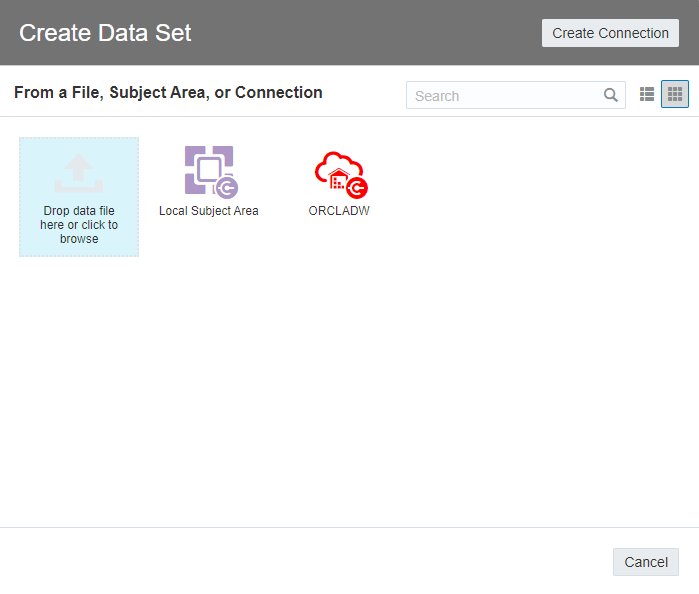 Create Data Set
Create Connection
From a File, Subject Area, or Connection
Search
Drop data file
here or click to
browse
Local Subject Area
ORCLADW
Cancel